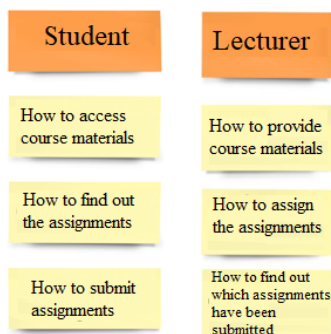 Student
How to access
course materials
How to find out
the assignments
How to submit
assignments
Lecturer
How to provide
course materials
How to assign
the assignments
How to find out
which assignments
have been
submitted